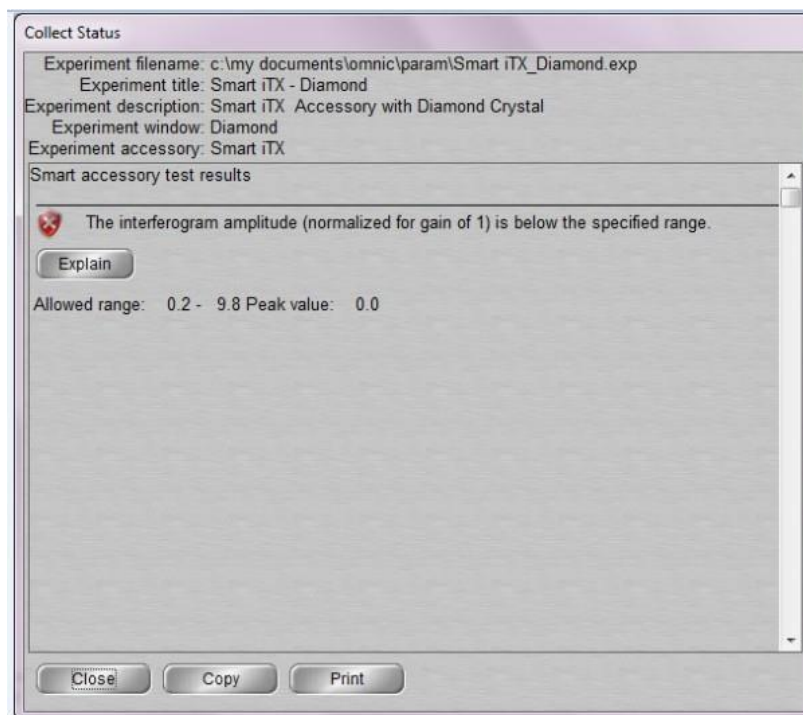 Collect Status
Experiment filename: c:\my documents\omnic\param\Smart iTX_Diamond.exp
Experiment title: Smart iTX - Diamond
Experiment description: Smart iTX Accessory with Diamond Crystal
Experiment window: Diamond
Experiment accessory: Smart iTX
Smart accessory test results
The interferogram amplitude (normalized for gain of 1) is below the specified range.
Explain
Allowed range: 0.2 - 9.8 Peak value: 0.0
Close Copy Print